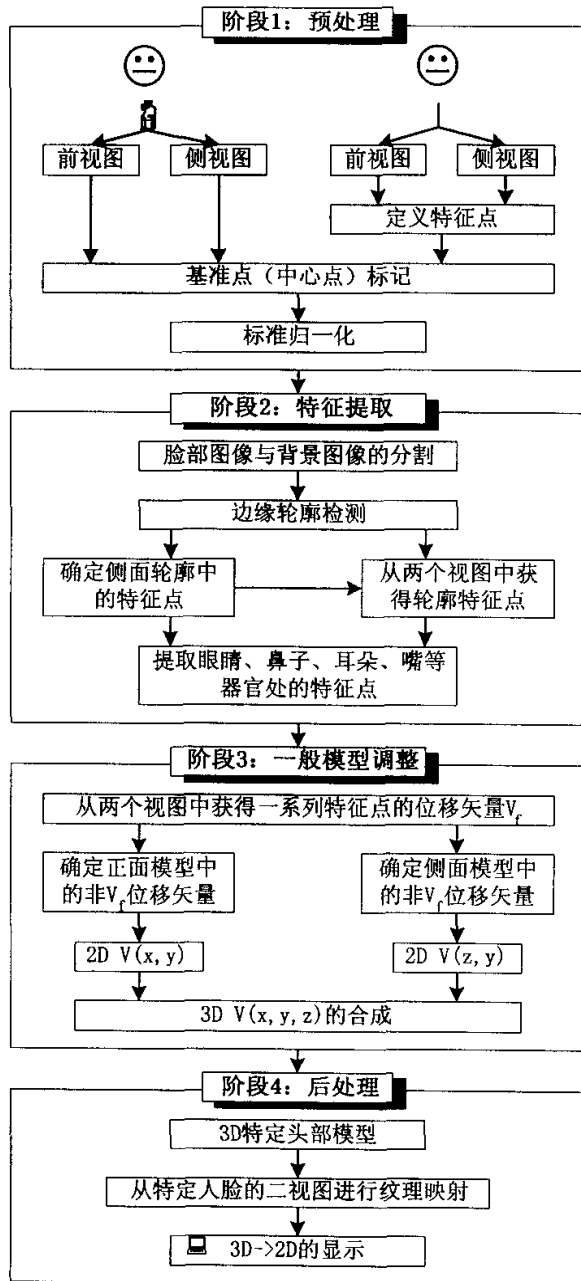 阶段1：预处理
前视图
侧视图
前视图
侧视图
定义特征点
基准点（中心点）标记
标准归一化
阶段2：特征提取
脸部图像与背景图像的分割
边缘轮廓检测
确定侧面轮廓中
的特征点
从两个视图中获
得轮廓特征点
提取眼睛、鼻子、耳朵、嘴等
器官处的特征点
阶段3：一般模型调整
从两个视图中获得一系列特征点的位移矢量Vf
确定正面模型中
的非Vf位移矢量
确定侧面模型中
的非Vf位移矢量
2D V(x,y)
2D V(z,y)
3D V(x,y,z)的合成
阶段4：后处理
3D特定头部模型
从特定人脸的二视图进行纹理映射
3D->2D的显示